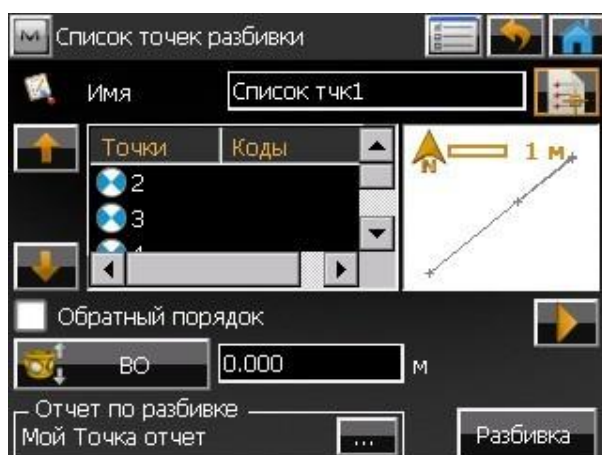 Список точек разбивки
Имя Список тчк1
Точки Коды
2
3
N 1 м
Обратный порядок
ВО 0.000 м
Отчет по разбивке
Мой Точка отчет ... Разбивка